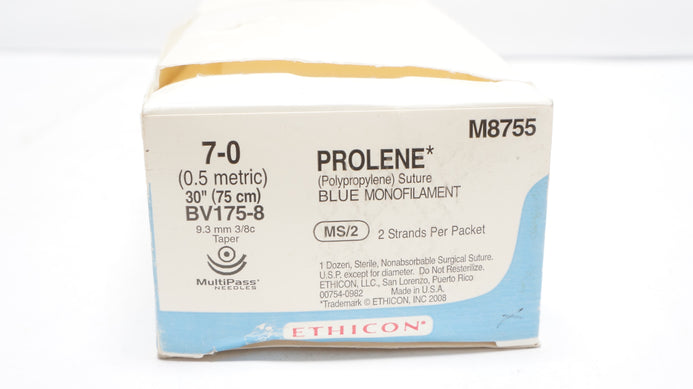 M8755
7-0
(0.5 metric)
30" (75 cm)
BV175-8
9.3 mm 3/8c
Taper
MultiPass*
NEEDLES
PROLENE*
(Polypropylene) Suture
BLUE MONOFILAMENT
MS/2 2 Strands Per Packet
1 Dozen, Sterile, Nonabsorbable Surgical Suture.
U.S.P. except for diameter. Do Not Resterilize.
ETHICON, LLC., San Lorenzo, Puerto Rico
00754-0982 Made in U.S.A.
*Trademark © ETHICON, INC 2008
ETHICON*